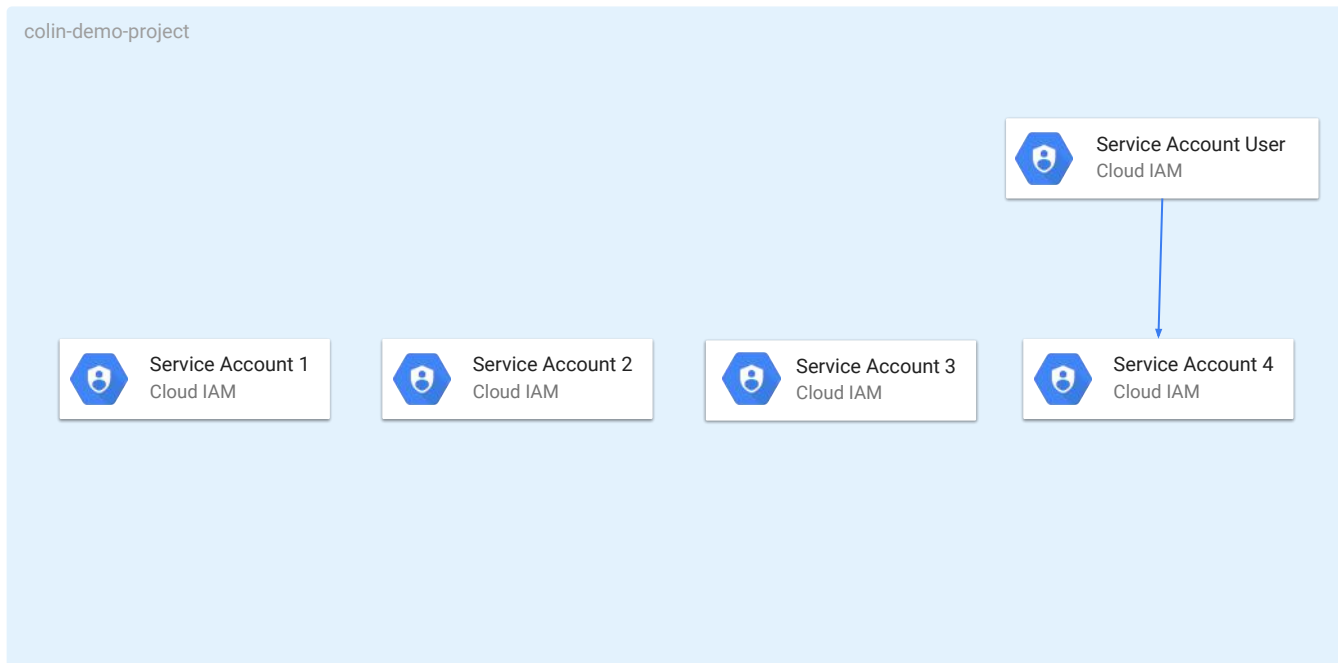 colin-demo-project
Service Account User
Cloud IAM
Service Account 1
Cloud IAM
Service Account 2
Cloud IAM
Service Account 3
Cloud IAM
Service Account 4
Cloud IAM